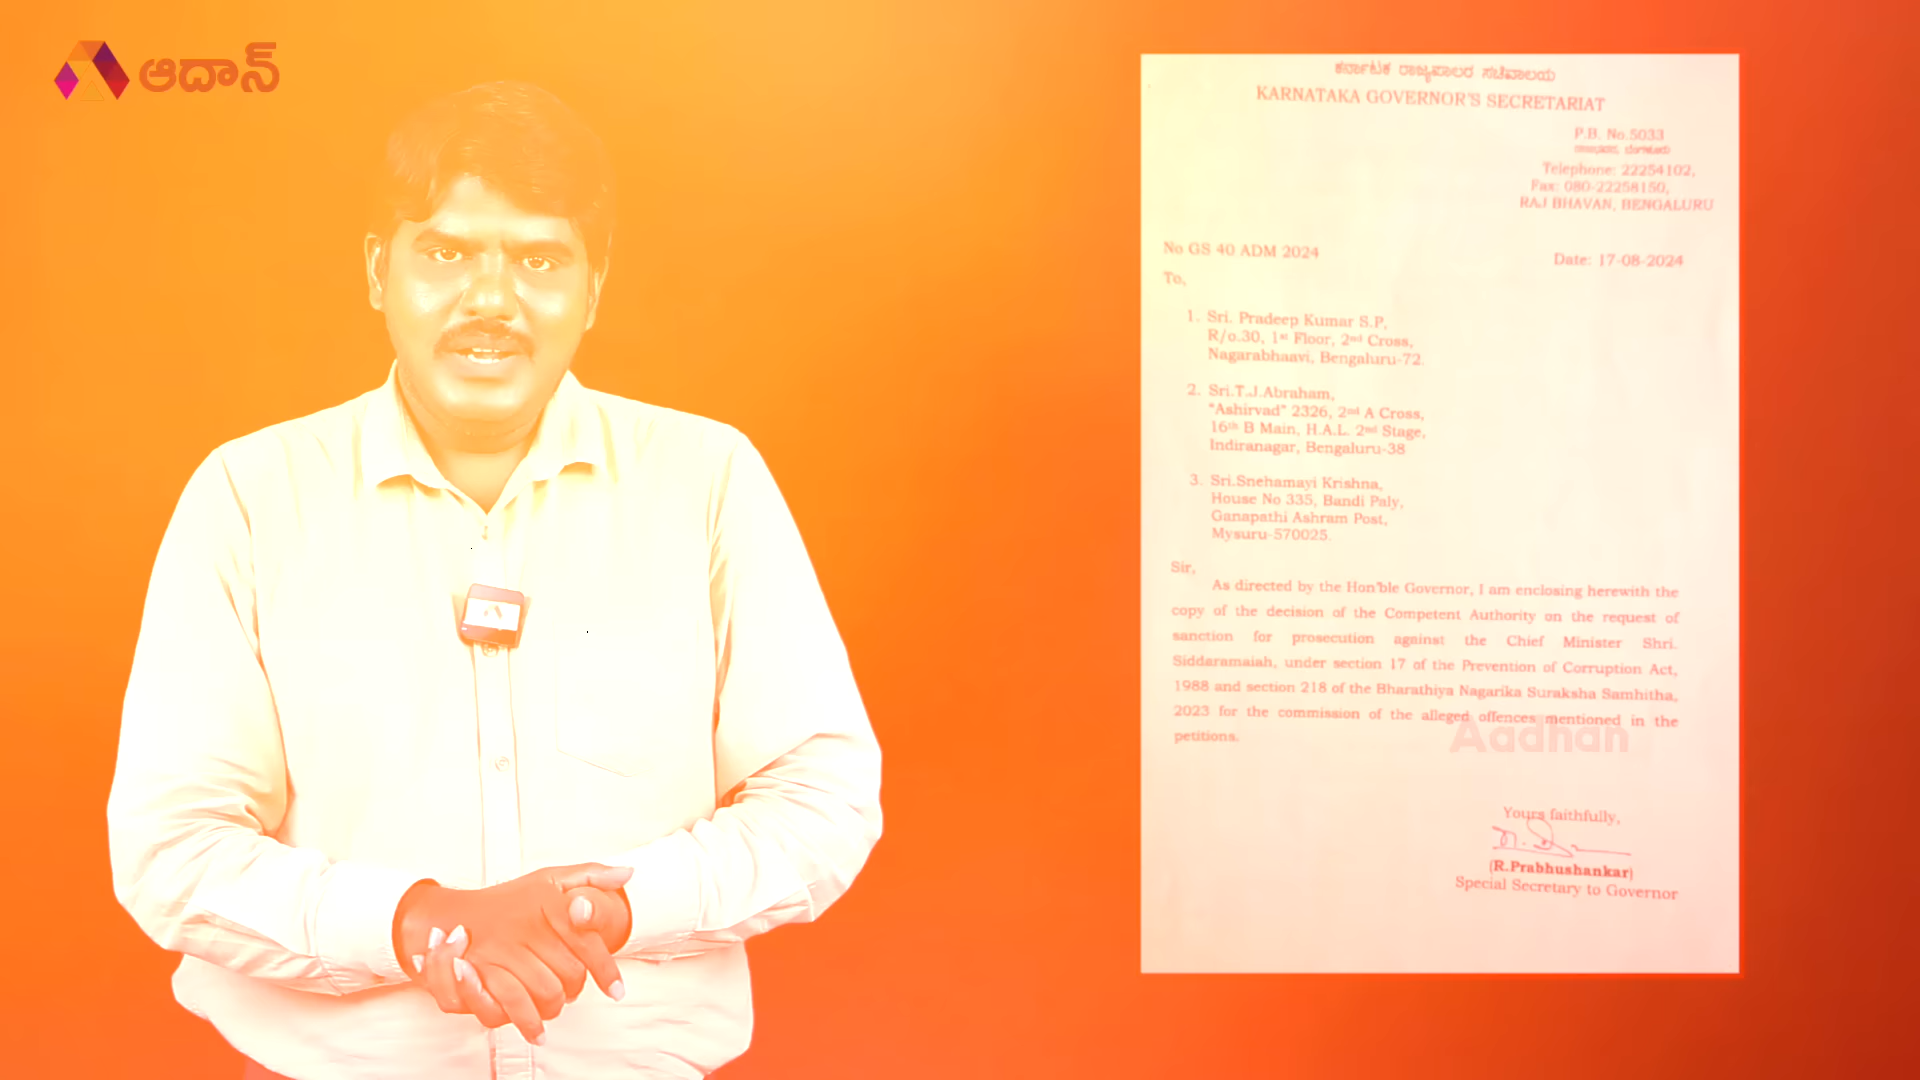 ఆದಾನ್
ಕರ್ನಾಟಕ ರಾಜ್ಯಪಾಲರ ಸಚಿವಾಲಯ
KARNATAKA GOVERNOR'S SECRETARIAT
P.B. No.5033
Telephone: 22254102,
Fax: 080-22258150,
RAJ BHAVAN, BENGALURU
No GS 40 ADM 2024
Date: 17-08-2024
To,
1. Sri. Pradeep Kumar S.P,
R/o.30, 1st Floor, 2nd Cross,
Nagarabhaavi, Bengaluru-72.
2. Sri.T.J.Abraham,
"Ashirvad" 2326, 2nd A Cross,
16th B Main, H.A.L. 2nd Stage,
Indiranagar, Bengaluru-38
3. Sri.Snehamayi Krishna,
House No 335, Bandi Paly,
Ganapathi Ashram Post,
Mysuru-570025.
Sir,
As directed by the Hon'ble Governor, I am enclosing herewith the
copy of the decision of the Competent Authority on the request of
sanction for prosecution against the Chief Minister Shri.
Siddaramaiah, under section 17 of the Prevention of Corruption Act,
1988 and section 218 of the Bharathiya Nagarika Suraksha Samhitha,
2023 for the commission of the alleged offences mentioned in the
petitions.
Aadhan
Yours faithfully,
(R.Prabhushankar)
Special Secretary to Governor